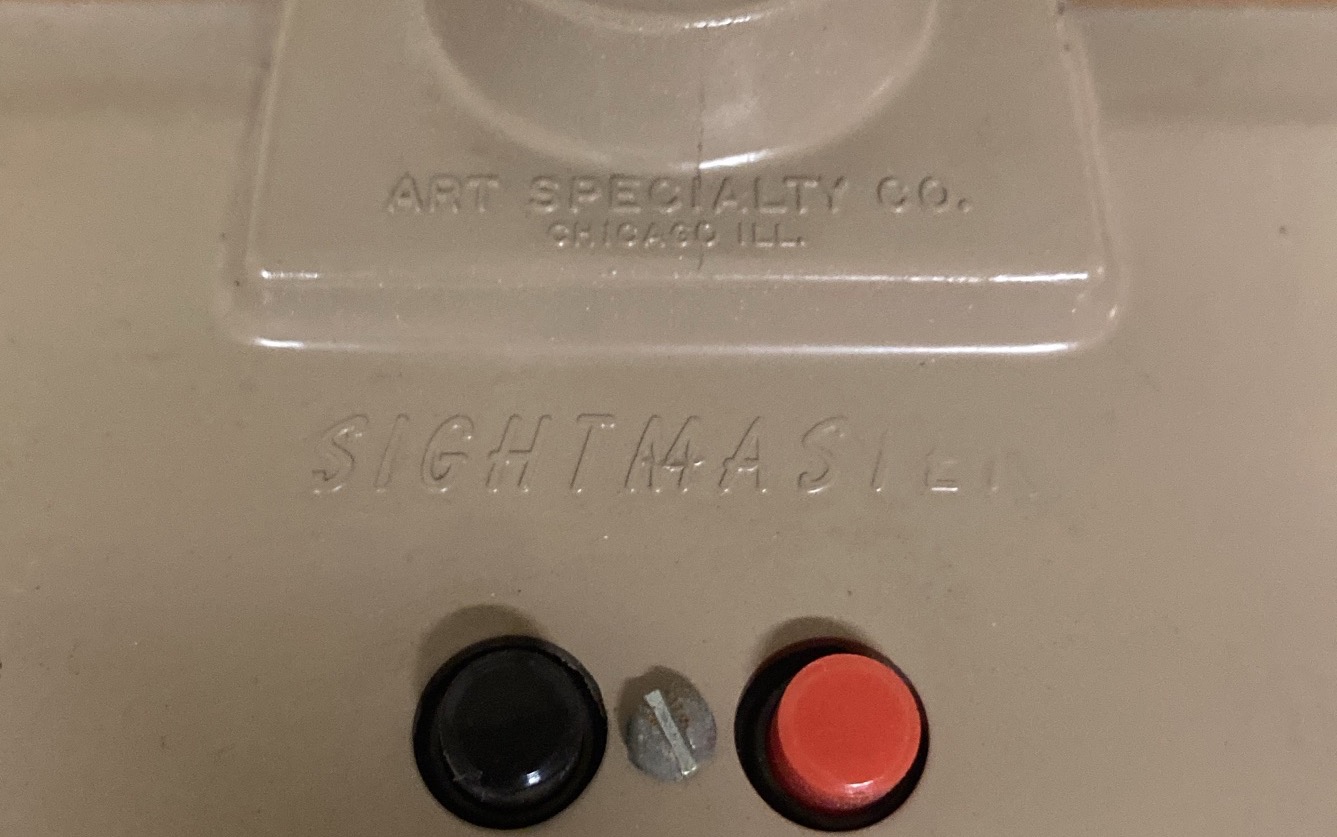 ART SPECIALTY CO.
CHICAGO ILL.
SIGHTMASTER